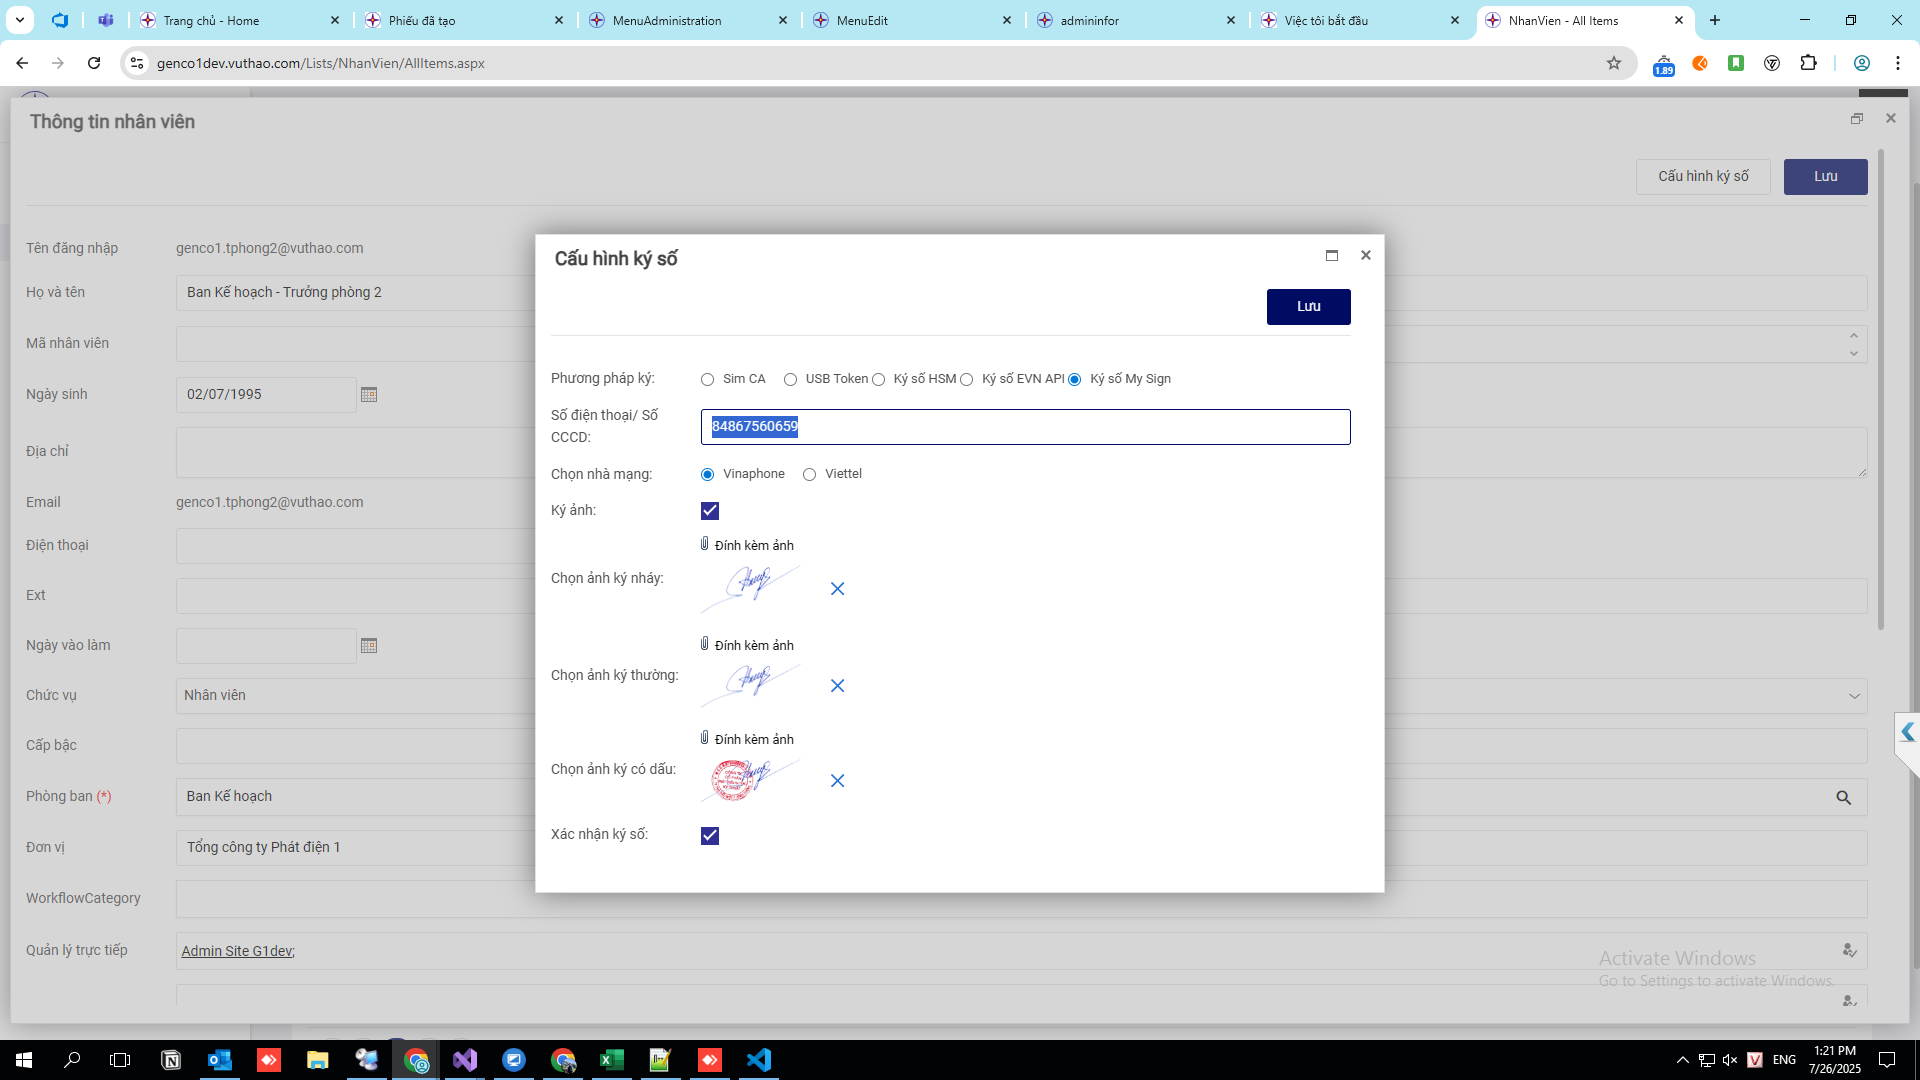 Trang chủ - Home
Phiếu đã tạo
MenuAdministration
MenuEdit
admininfor
Việc tôi bắt đầu
NhanVien - All Items
genco1dev.vuthao.com/Lists/NhanVien/AllItems.aspx
1.89
Thông tin nhân viên
Cấu hình ký số
Lưu
Tên đăng nhập
genco1.tphong2@vuthao.com
Họ và tên
Ban Kế hoạch - Trưởng phòng 2
Mã nhân viên
Ngày sinh
02/07/1995
Địa chỉ
Email
genco1.tphong2@vuthao.com
Điện thoại
Ext
Ngày vào làm
Chức vụ
Nhân viên
Cấp bậc
Phòng ban (*)
Ban Kế hoạch
Đơn vị
Tổng công ty Phát điện 1
WorkflowCategory
Quản lý trực tiếp
Admin Site G1dev;
Cấu hình ký số
Lưu
Phương pháp ký:
Sim CA
USB Token
Ký số HSM
Ký số EVN API
Ký số My Sign
Số điện thoại/ Số
CCCD:
84867560659
Chọn nhà mạng:
Vinaphone
Viettel
Ký ảnh:
Đính kèm ảnh
Chọn ảnh ký nháy:
Đính kèm ảnh
Chọn ảnh ký thường:
Đính kèm ảnh
Chọn ảnh ký có dấu:
Xác nhận ký số:
Activate Windows
Go to Settings to activate Windows.
ENG
1:21 PM
7/26/2025